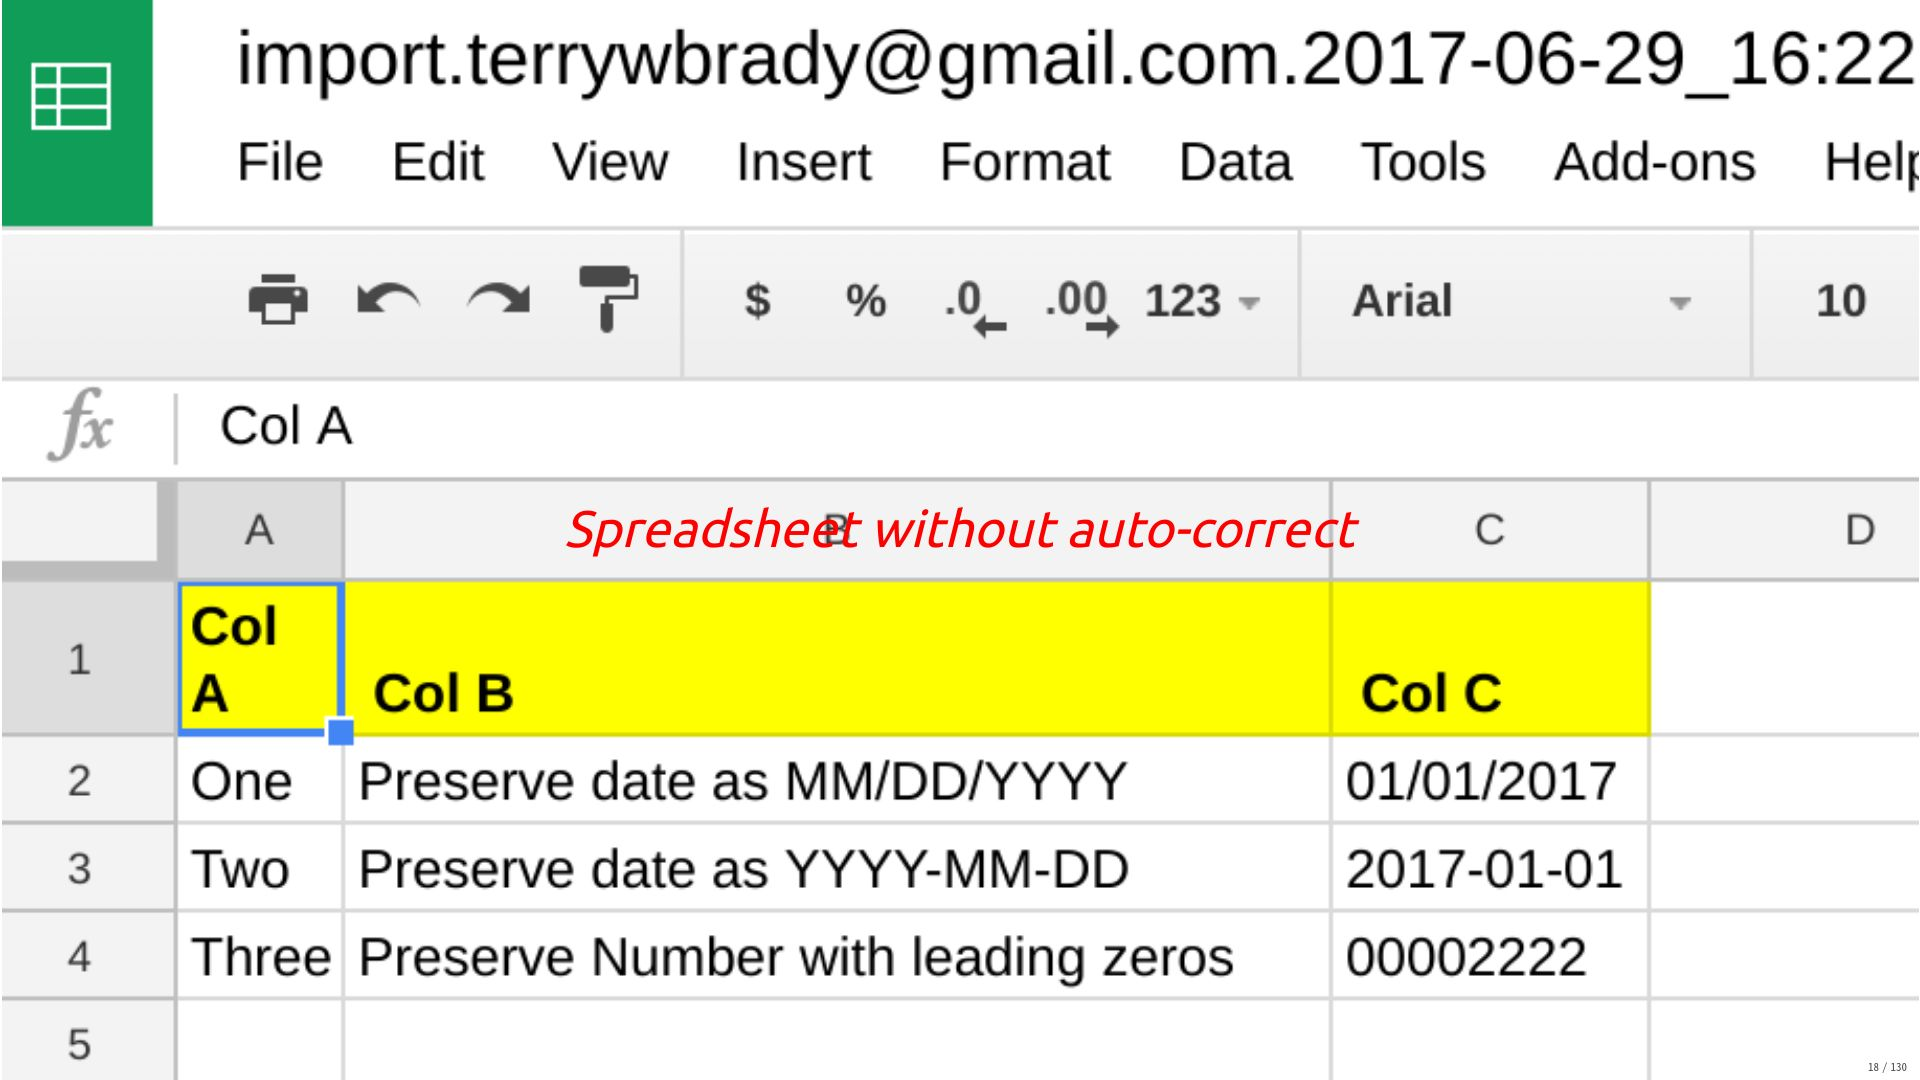 import.terrywbrady@gmail.com.2017-06-29_16:22
File Edit View Insert Format Data Tools Add-ons Help
$ % .0 .00 123 Arial 10
fx Col A
A B C D
Spreadsheet without auto-correct
1 Col A Col B Col C
2 One Preserve date as MM/DD/YYYY 01/01/2017
3 Two Preserve date as YYYY-MM-DD 2017-01-01
4 Three Preserve Number with leading zeros 00002222
5
18 / 130